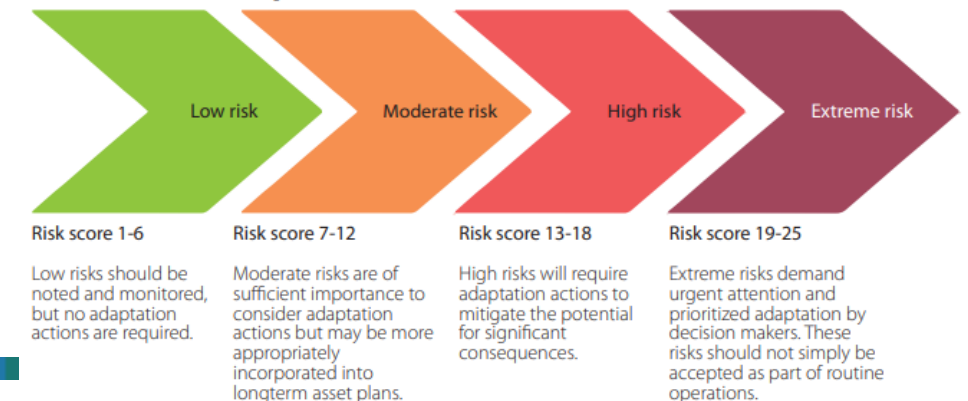 Low risk
Moderate risk
High risk
Extreme risk
Risk score 1-6
Low risks should be
noted and monitored,
but no adaptation
actions are required.
Risk score 7-12
Moderate risks are of
sufficient importance to
consider adaptation
actions but may be more
appropriately
incorporated into
longterm asset plans.
Risk score 13-18
High risks will require
adaptation actions to
mitigate the potential
for significant
consequences.
Risk score 19-25
Extreme risks demand
urgent attention and
prioritized adaptation by
decision makers. These
risks should not simply be
accepted as part of routine
operations.